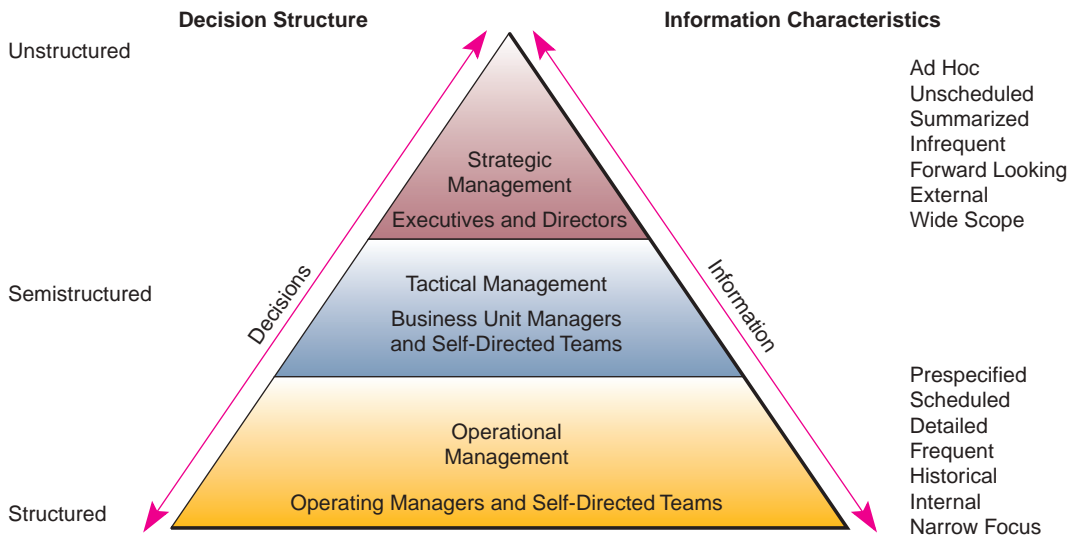 Decision Structure
Information Characteristics
Unstructured
Ad Hoc
Unscheduled
Summarized
Infrequent
Forward Looking
External
Wide Scope
Strategic
Management
Executives and Directors
Decisions
Information
Semistructured
Tactical Management
Business Unit Managers
and Self-Directed Teams
Prespecified
Scheduled
Detailed
Frequent
Historical
Internal
Narrow Focus
Operational
Management
Operating Managers and Self-Directed Teams
Structured